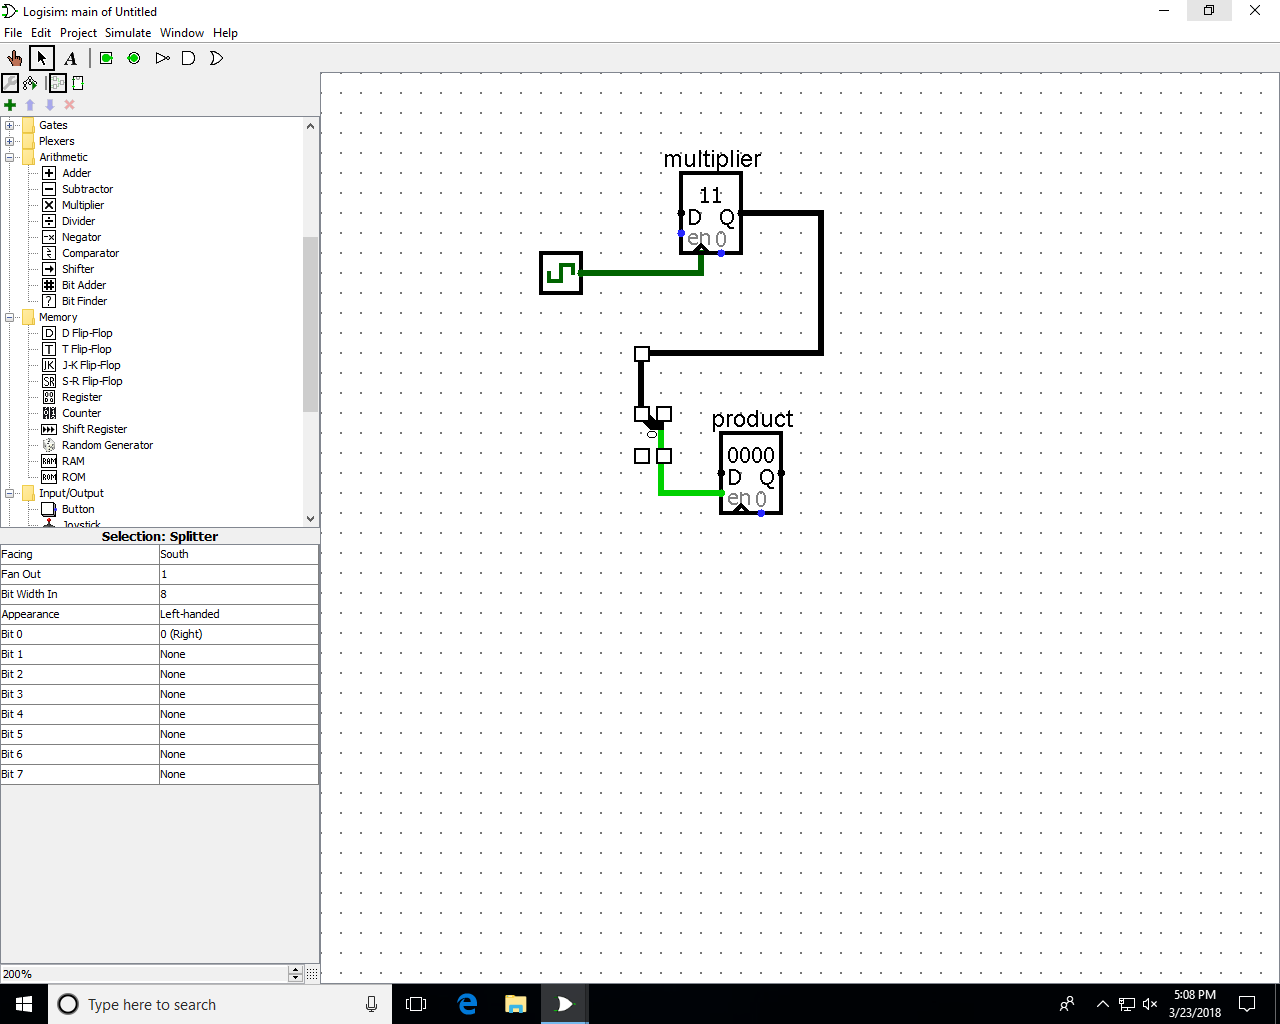 Logisim: main of Untitled
File Edit Project Simulate Window Help
A
Gates
Plexers
Arithmetic
Adder
Subtractor
Multiplier
Divider
Negator
Comparator
Shifter
Bit Adder
Bit Finder
Memory
D D Flip-Flop
T T Flip-Flop
JK J-K Flip-Flop
SR S-R Flip-Flop
Register
Counter
Shift Register
Random Generator
RAM RAM
ROM ROM
Input/Output
Button
Joystick
Selection: Splitter
Facing South
Fan Out 1
Bit Width In 8
Appearance Left-handed
Bit 0 0 (Right)
Bit 1 None
Bit 2 None
Bit 3 None
Bit 4 None
Bit 5 None
Bit 6 None
Bit 7 None
200%
multiplier
11
D Q
en 0
0
product
0000
D Q
en 0
Type here to search
5:08 PM
3/23/2018